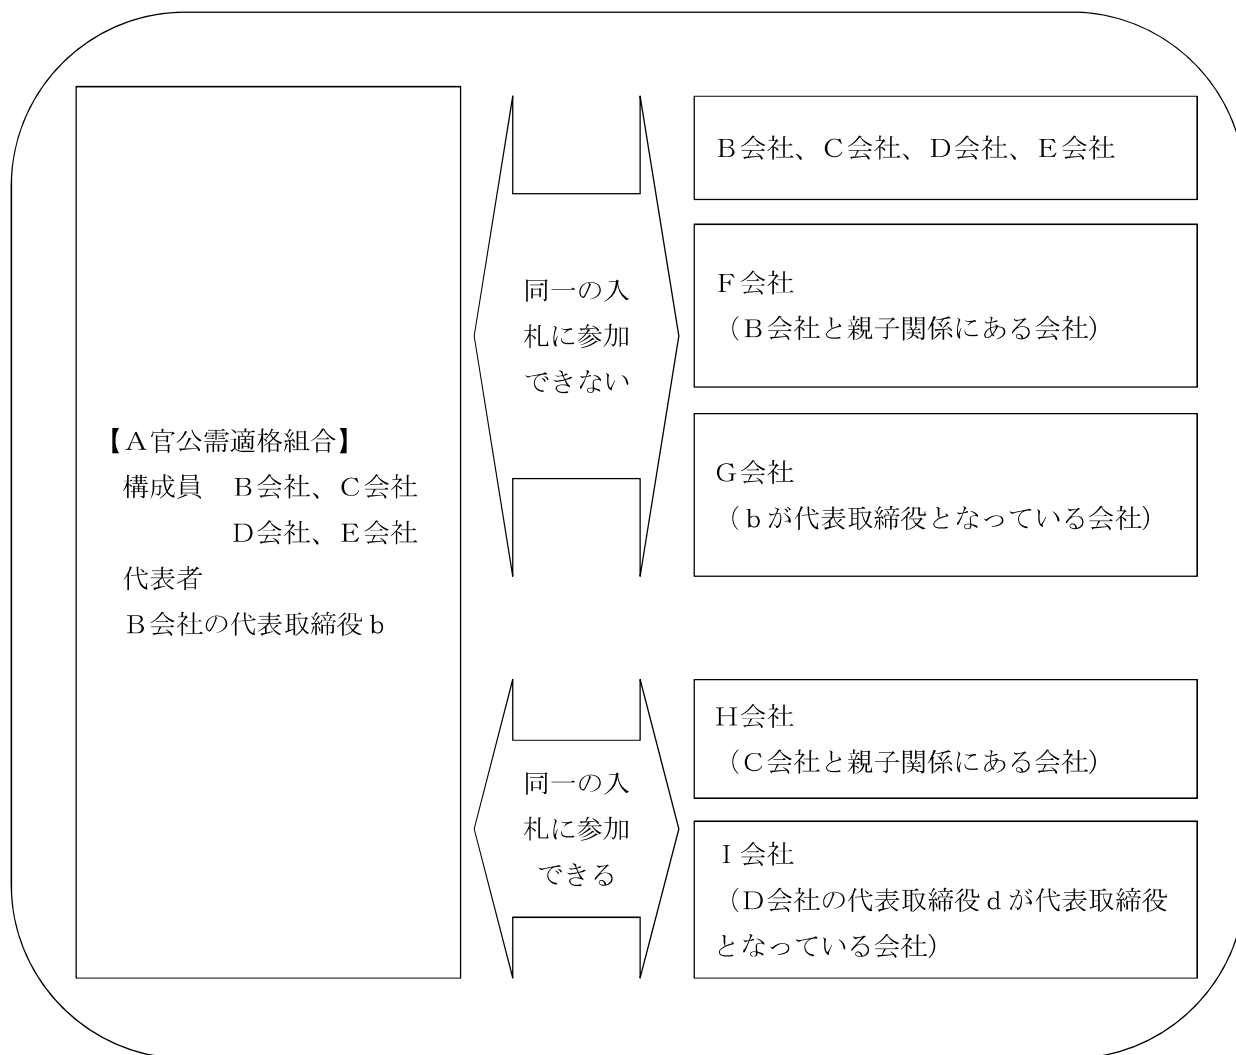 【A官公需適格組合】
構成員　B会社、C会社
D会社、E会社
代表者
B会社の代表取締役b
同一の入
札に参加
できない
B会社、C会社、D会社、E会社
F会社
（B会社と親子関係にある会社）
G会社
（bが代表取締役となっている会社）
同一の入
札に参加
できる
H会社
（C会社と親子関係にある会社）
I会社
（D会社の代表取締役dが代表取締役
となっている会社）